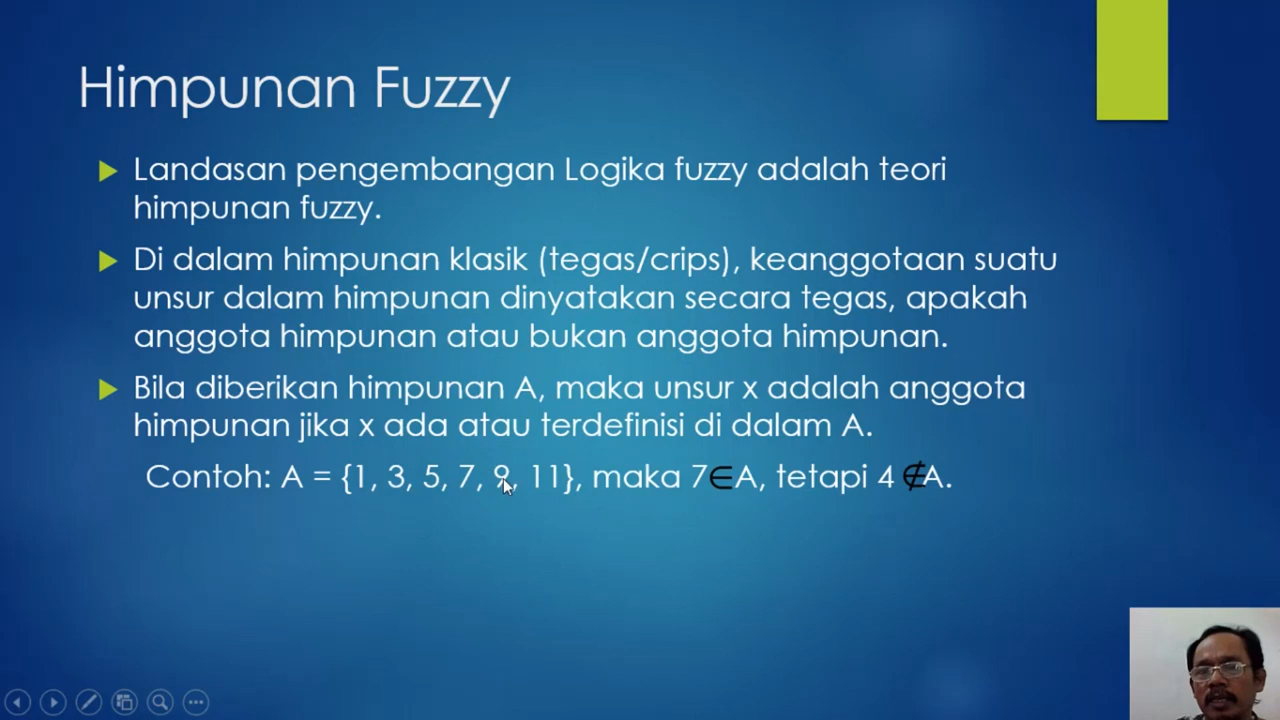 Himpunan Fuzzy
Landasan pengembangan Logika fuzzy adalah teori
himpunan fuzzy.
Di dalam himpunan klasik (tegas/crips), keanggotaan suatu
unsur dalam himpunan dinyatakan secara tegas, apakah
anggota himpunan atau bukan anggota himpunan.
Bila diberikan himpunan A, maka unsur x adalah anggota
himpunan jika x ada atau terdefinisi di dalam A.
Contoh: A = {1, 3, 5, 7, 9, 11}, maka 7∈A, tetapi 4 ∉A.